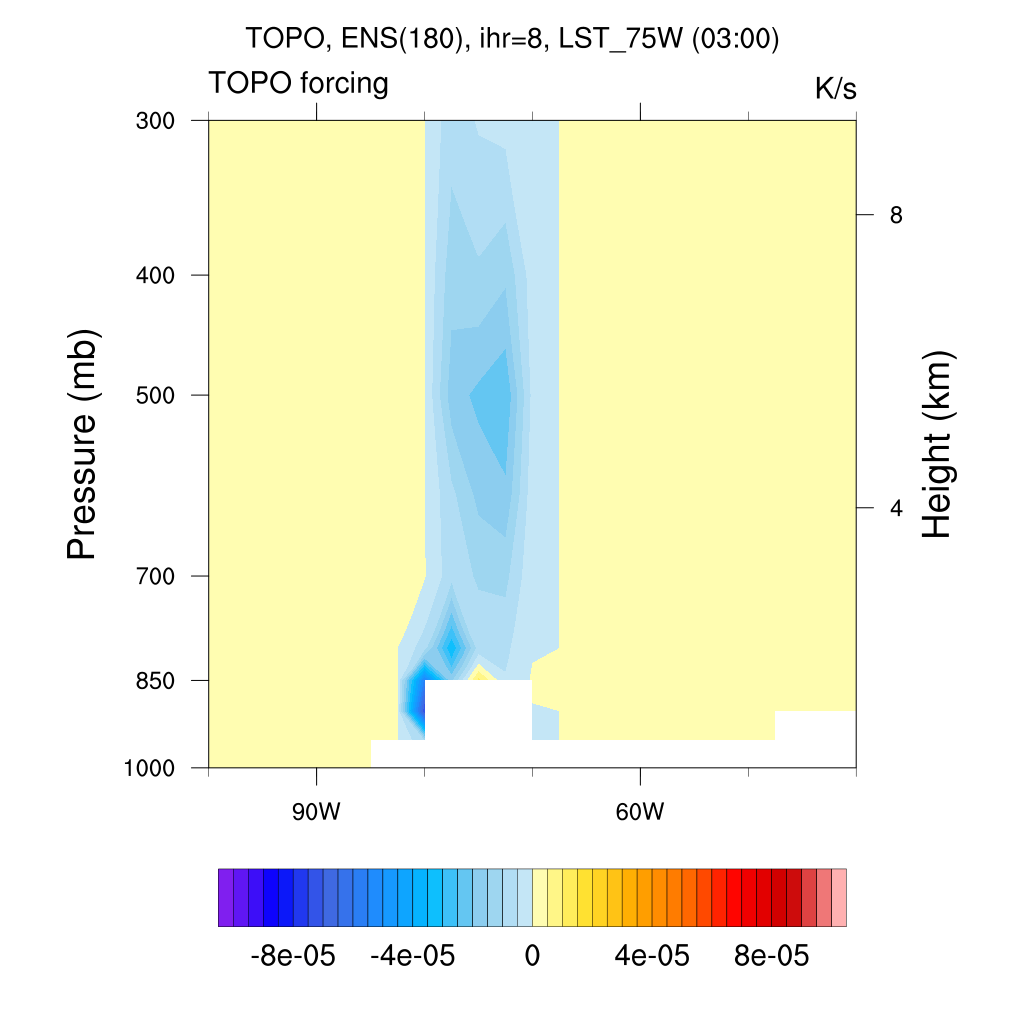 TOPO, ENS(180), ihr=8, LST_75W (03:00)
TOPO forcing
K/s
300
400
500
700
850
1000
Pressure (mb)
8
4
Height (km)
90W
60W
-8e-05
-4e-05
0
4e-05
8e-05